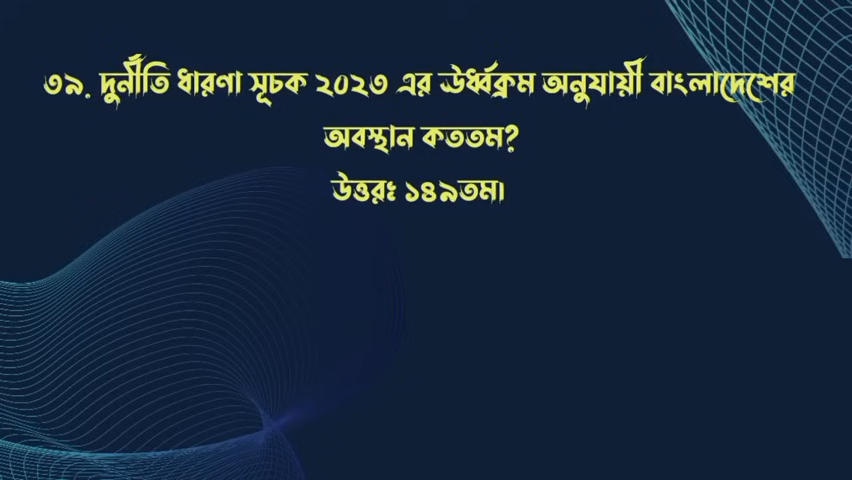 ৩৯. দুর্নীতি ধারণা সূচক ২০২৩ এর ঊর্ধ্বক্রম অনুযায়ী বাংলাদেশের
অবস্থান কততম?
উত্তরঃ ১৪৯তম।